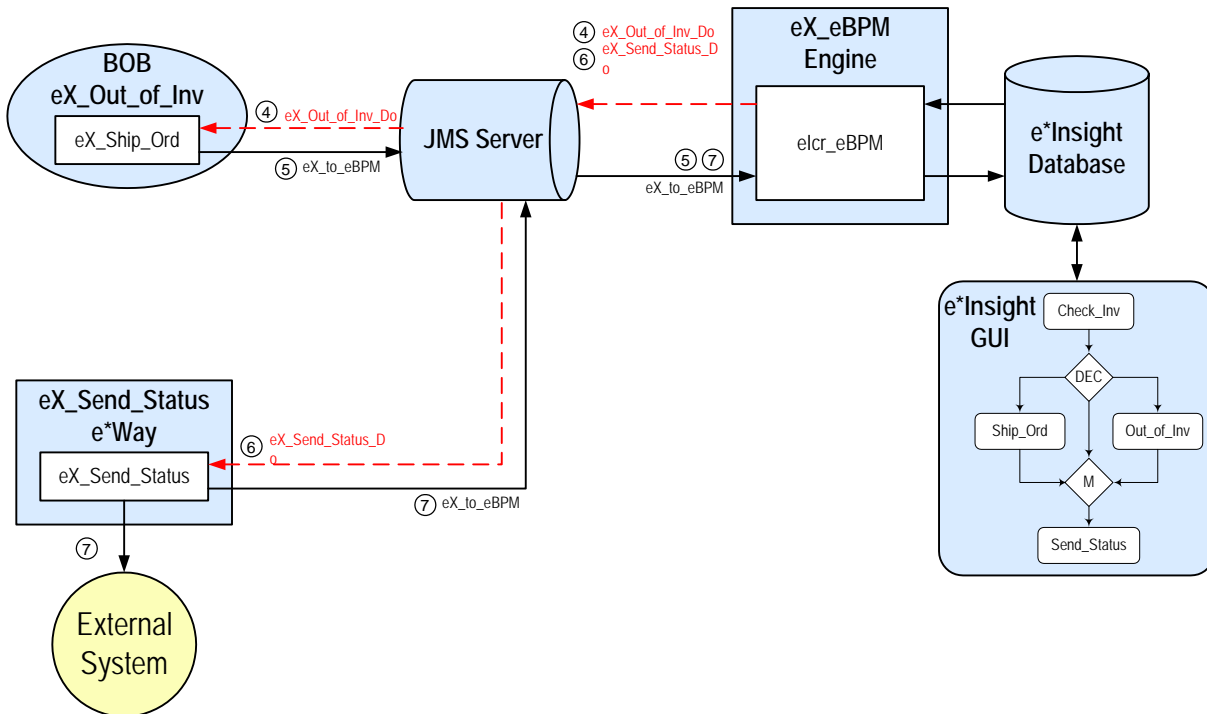 BOB
eX_Out_of_Inv
eX_Ship_Ord
4 eX_Out_of_Inv_Do
5 eX_to_eBPM
JMS Server
4 eX_Out_of_Inv_Do
6 eX_Send_Status_D
o
5 7
eX_to_eBPM
eX_eBPM
Engine
eIcr_eBPM
e*Insight
Database
e*Insight
GUI
Check_Inv
DEC
Ship_Ord
Out_of_Inv
M
Send_Status
eX_Send_Status
e*Way
eX_Send_Status
6 eX_Send_Status_D
o
7 eX_to_eBPM
7
External
System